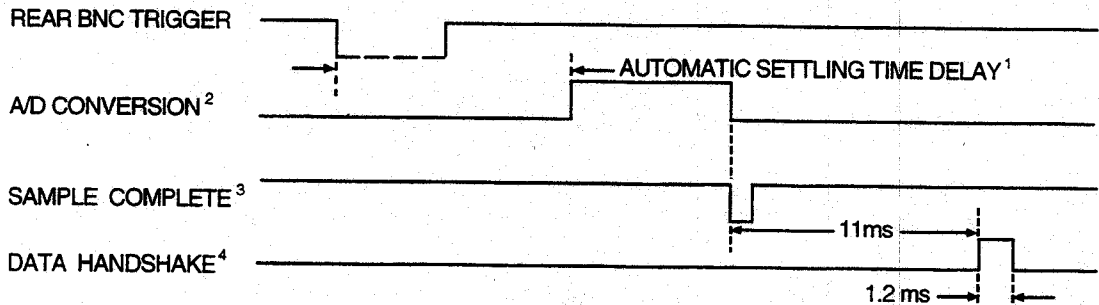 REAR BNC TRIGGER
AUTOMATIC SETTLING TIME DELAY¹
A/D CONVERSION²
SAMPLE COMPLETE³
11ms
DATA HANDSHAKE⁴
1.2 ms